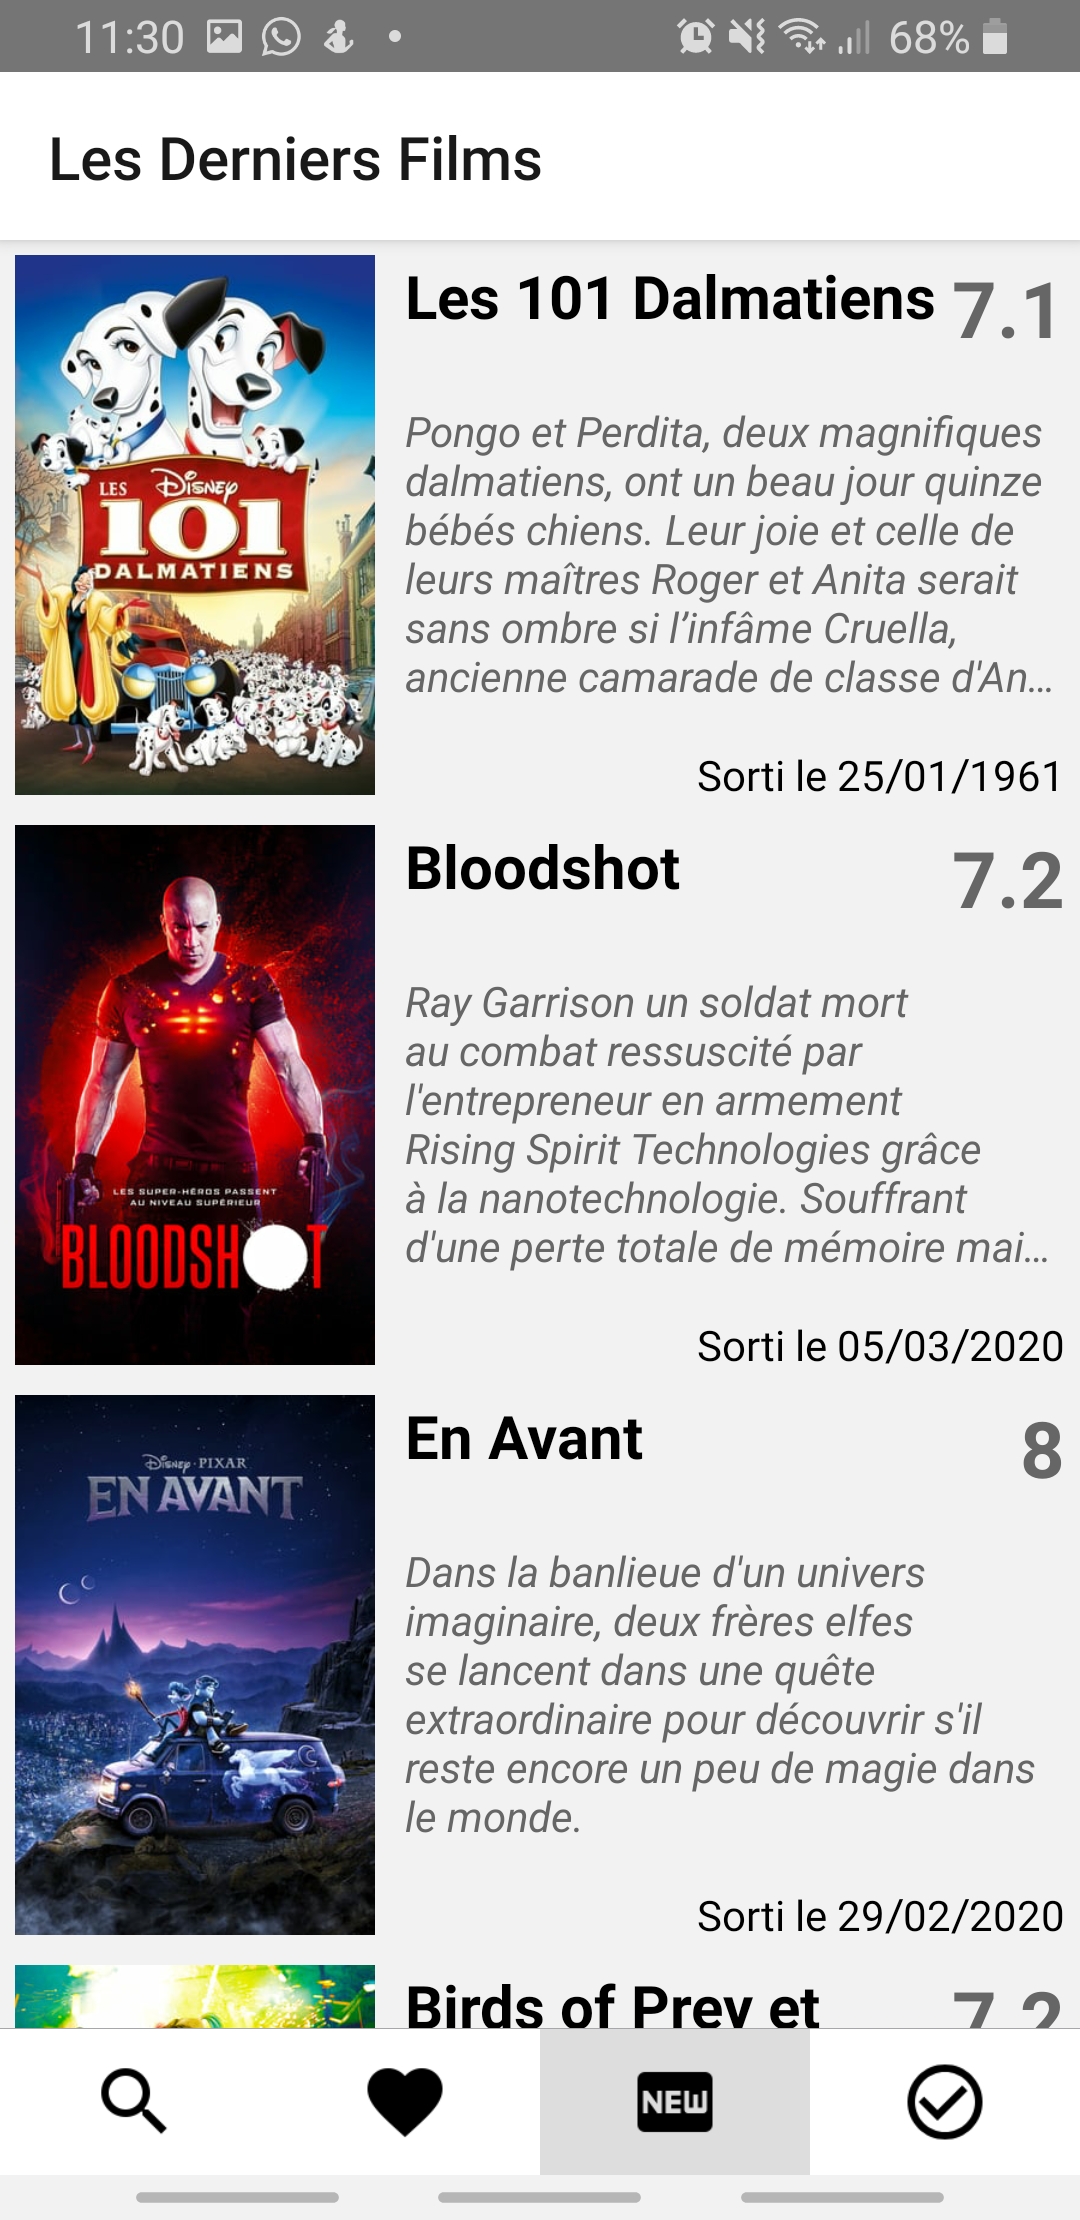 11:30 68%
Les Derniers Films
Les 101 Dalmatiens 7.1
Pongo et Perdita, deux magnifiques
dalmatiens, ont un beau jour quinze
bébés chiens. Leur joie et celle de
leurs maîtres Roger et Anita serait
sans ombre si l’infâme Cruella,
ancienne camarade de classe d'An…
Sorti le 25/01/1961
LES Disney
101
DALMATIENS
Bloodshot 7.2
Ray Garrison un soldat mort
au combat ressuscité par
l'entrepreneur en armement
Rising Spirit Technologies grâce
à la nanotechnologie. Souffrant
d'une perte totale de mémoire mai…
Sorti le 05/03/2020
LES SUPER-HÉROS PASSENT
AU NIVEAU SUPÉRIEUR
BLOODSHOT
En Avant 8
Dans la banlieue d'un univers
imaginaire, deux frères elfes
se lancent dans une quête
extraordinaire pour découvrir s'il
reste encore un peu de magie dans
le monde.
Sorti le 29/02/2020
Disney · PIXAR
EN AVANT
Birds of Prey et 7.2
NEW